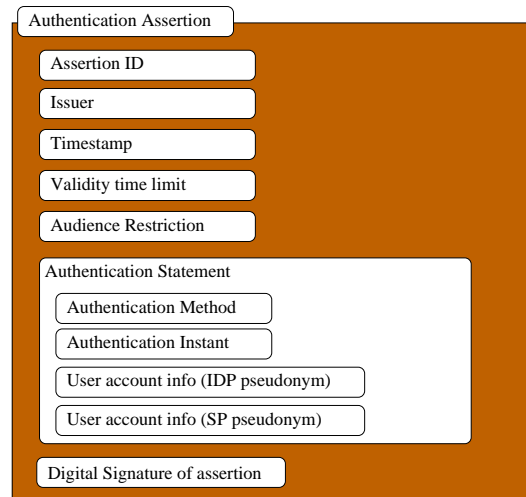 Authentication Assertion
Assertion ID
Issuer
Timestamp
Validity time limit
Audience Restriction
Authentication Statement
Authentication Method
Authentication Instant
User account info (IDP pseudonym)
User account info (SP pseudonym)
Digital Signature of assertion